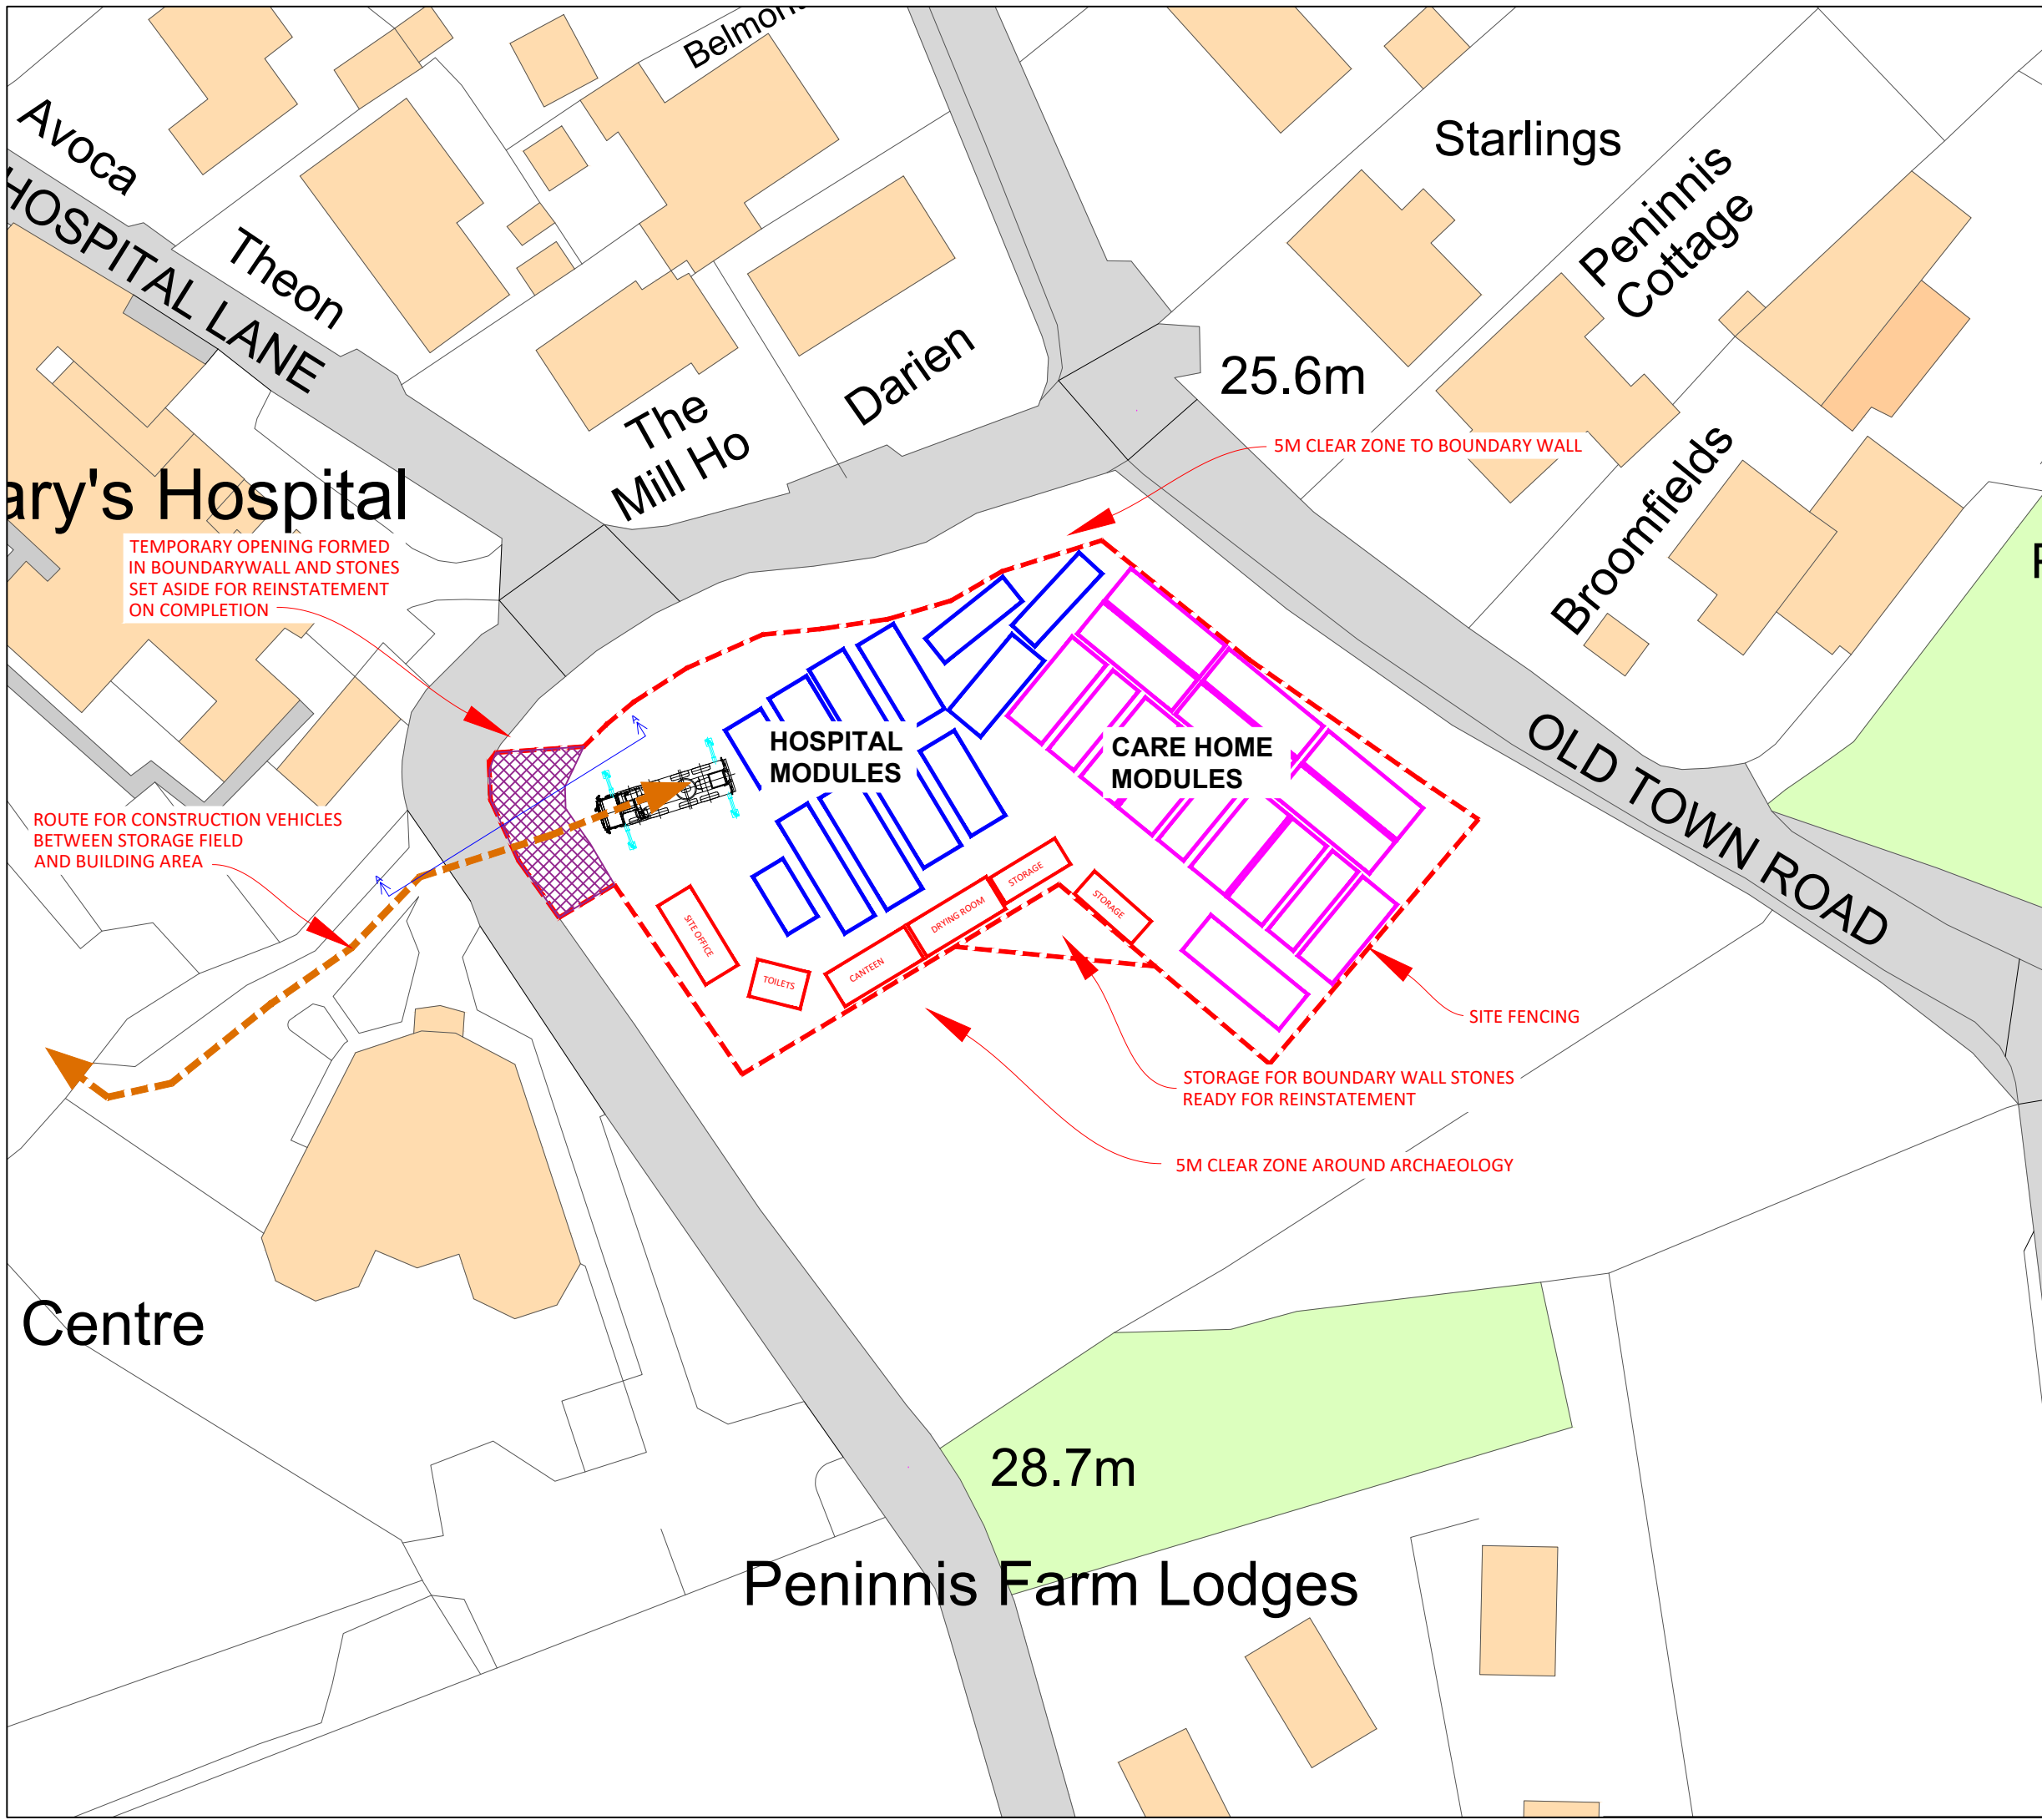 Belmont
Avoca
Starlings
HOSPITAL LANE
Theon
Peninnis
Cottage
25.6m
Darien
The
Mill Ho
5M CLEAR ZONE TO BOUNDARY WALL
ary's Hospital
Broomfields
TEMPORARY OPENING FORMED
IN BOUNDARYWALL AND STONES
SET ASIDE FOR REINSTATEMENT
ON COMPLETION
HOSPITAL
MODULES
CARE HOME
MODULES
OLD TOWN ROAD
ROUTE FOR CONSTRUCTION VEHICLES
BETWEEN STORAGE FIELD
AND BUILDING AREA
STORAGE
STORAGE
DRYING ROOM
SITE OFFICE
CANTEEN
TOILETS
SITE FENCING
STORAGE FOR BOUNDARY WALL STONES
READY FOR REINSTATEMENT
5M CLEAR ZONE AROUND ARCHAEOLOGY
Centre
28.7m
Peninnis Farm Lodges